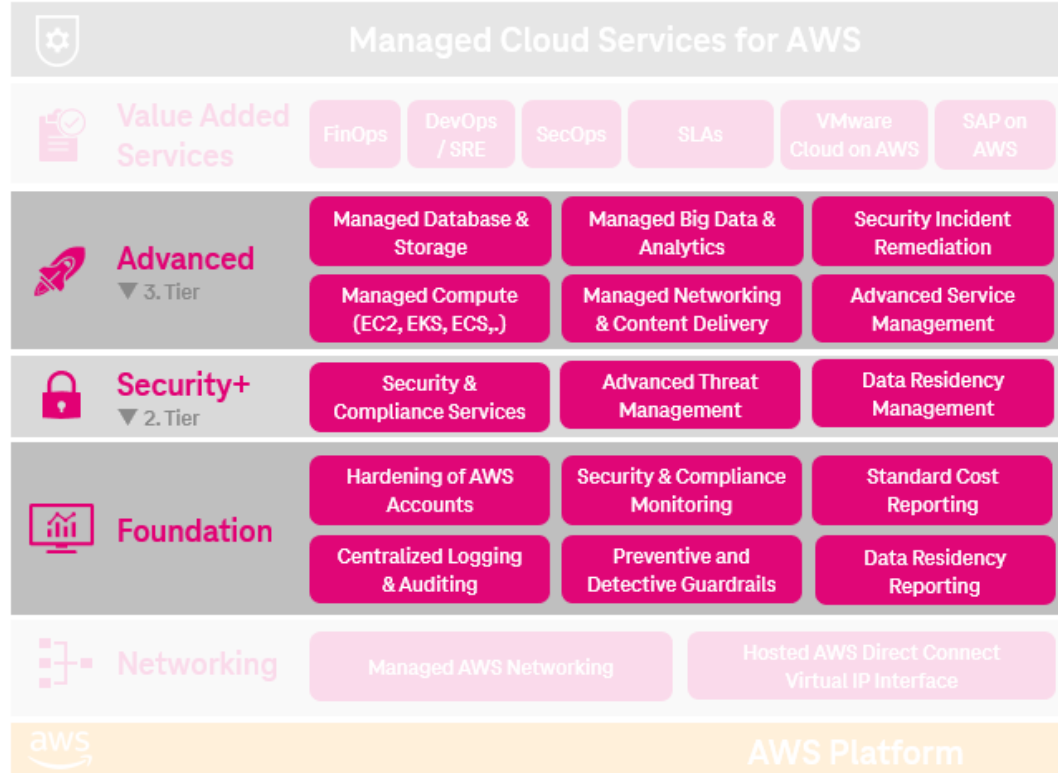 Managed Cloud Services for AWS
Value Added
Services
FinOps
DevOps
/ SRE
SecOps
SLAs
VMware
Cloud on AWS
SAP on
AWS
Advanced
▼ 3. Tier
Managed Database &
Storage
Managed Big Data &
Analytics
Security Incident
Remediation
Managed Compute
(EC2, EKS, ECS,.)
Managed Networking
& Content Delivery
Advanced Service
Management
Security+
▼ 2. Tier
Security &
Compliance Services
Advanced Threat
Management
Data Residency
Management
Foundation
Hardening of AWS
Accounts
Security & Compliance
Monitoring
Standard Cost
Reporting
Centralized Logging
& Auditing
Preventive and
Detective Guardrails
Data Residency
Reporting
Networking
Managed AWS Networking
Hosted AWS Direct Connect
Virtual IP Interface
aws
AWS Platform